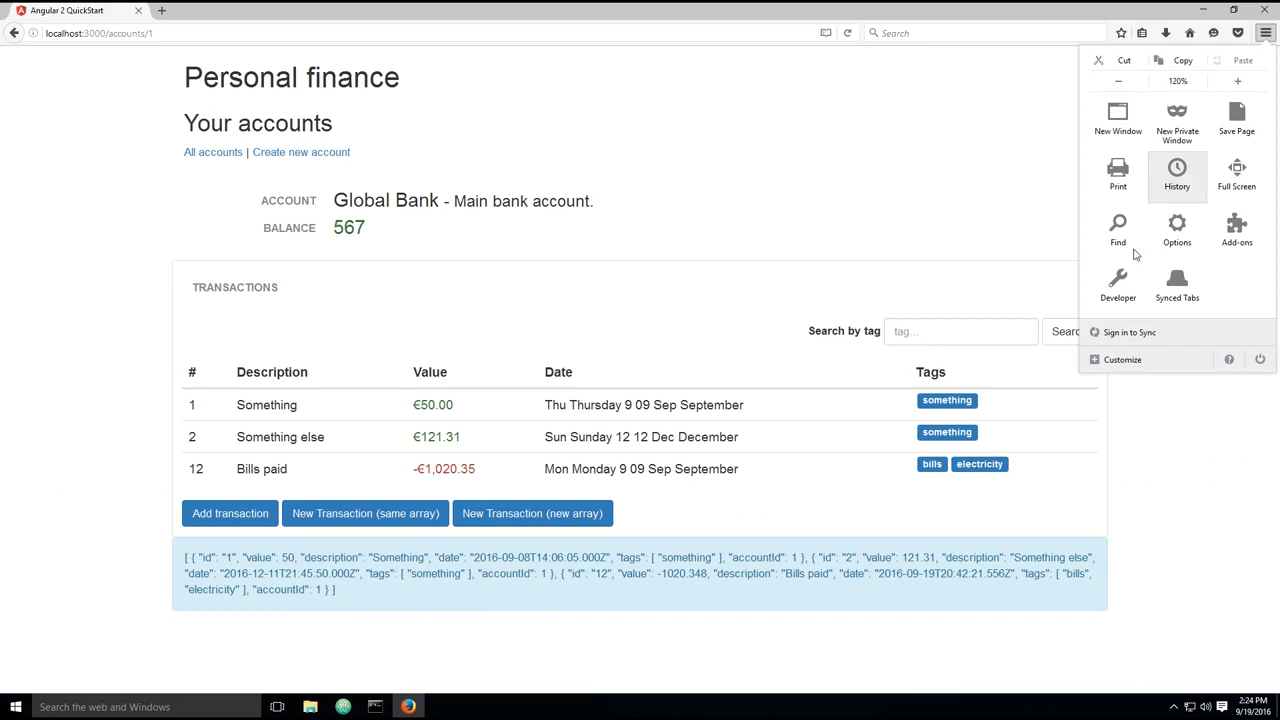 Angular 2 QuickStart
localhost:3000/accounts/1
Search
Cut Copy Paste
120%
New Window New Private Window Save Page
Print History Full Screen
Find Options Add-ons
Developer Synced Tabs
Sign in to Sync
Customize
Personal finance
Your accounts
All accounts | Create new account
ACCOUNT Global Bank - Main bank account.
BALANCE 567
TRANSACTIONS
Search by tag tag... Searc
# Description Value Date Tags
1 Something €50.00 Thu Thursday 9 09 Sep September something
2 Something else €121.31 Sun Sunday 12 12 Dec December something
12 Bills paid -€1,020.35 Mon Monday 9 09 Sep September bills electricity
Add transaction New Transaction (same array) New Transaction (new array)
[ { "id": "1", "value": 50, "description": "Something", "date": "2016-09-08T14:06:05.000Z", "tags": [ "something" ], "accountId": 1 }, { "id": "2", "value": 121.31, "description": "Something else",
"date": "2016-12-11T21:45:50.000Z", "tags": [ "something" ], "accountId": 1 }, { "id": "12", "value": -1020.348, "description": "Bills paid", "date": "2016-09-19T20:42:21.556Z", "tags": [ "bills",
"electricity" ], "accountId": 1 } ]
Search the web and Windows
2:24 PM
9/19/2016